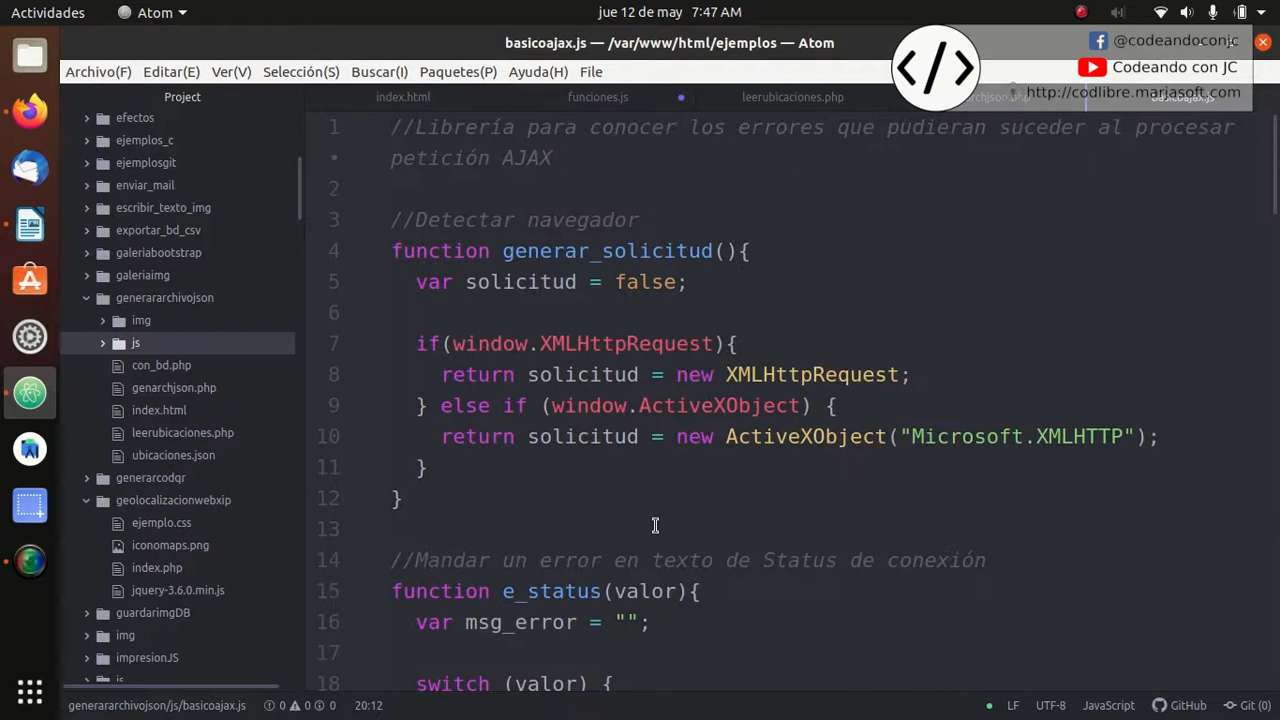 Actividades
Atom
jue 12 de may 7:47 AM
basicoajax.js — /var/www/html/ejemplos — Atom
@codeandoconjc
Codeando con JC
http://codlibre.marjasoft.com
</>
Archivo(F) Editar(E) Ver(V) Selección(S) Buscar(I) Paquetes(P) Ayuda(H) File
Project
index.html
funciones.js
leerubicaciones.php
basicoajax.js
efectos
ejemplos_c
ejemplosgit
enviar_mail
escribir_texto_img
exportar_bd_csv
galeriabootstrap
galeriaimg
generararchivojson
img
js
con_bd.php
genarchjson.php
index.html
leerubicaciones.php
ubicaciones.json
generarcodqr
geolocalizacionwebxip
ejemplo.css
iconomaps.png
index.php
jquery-3.6.0.min.js
guardarimgDB
img
impresionJS
js
1 //Librería para conocer los errores que pudieran suceder al procesar
• petición AJAX
2
3 //Detectar navegador
4 function generar_solicitud(){
5 var solicitud = false;
6
7 if(window.XMLHttpRequest){
8 return solicitud = new XMLHttpRequest;
9 } else if (window.ActiveXObject) {
10 return solicitud = new ActiveXObject("Microsoft.XMLHTTP");
11 }
12 }
13
14 //Mandar un error en texto de Status de conexión
15 function e_status(valor){
16 var msg_error = "";
17
18 switch (valor) {
generararchivojson/js/basicoajax.js 0 0 0 20:12
LF UTF-8 JavaScript GitHub Git (0)